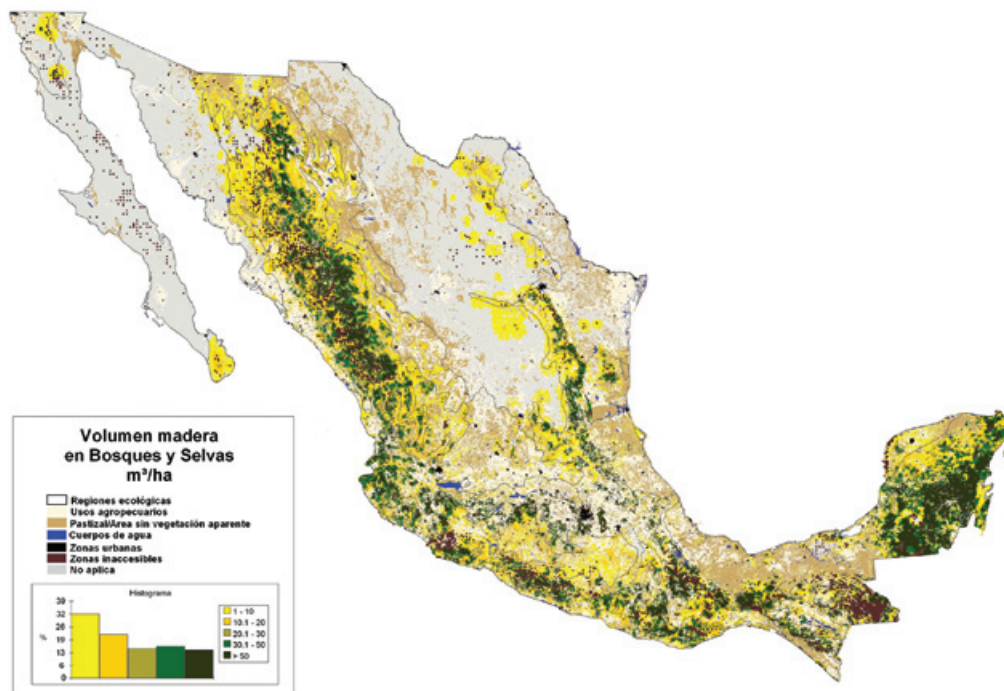 Volumen madera
en Bosques y Selvas
m³/ha
Regiones ecológicas
Usos agropecuarios
Pastizal/Area sin vegetación aparente
Cuerpos de agua
Zonas urbanas
Zonas inaccesibles
No aplica
Histograma
%
39
32
26
19
13
6
0
1 - 10
10.1 - 20
20.1 - 30
30.1 - 50
> 50